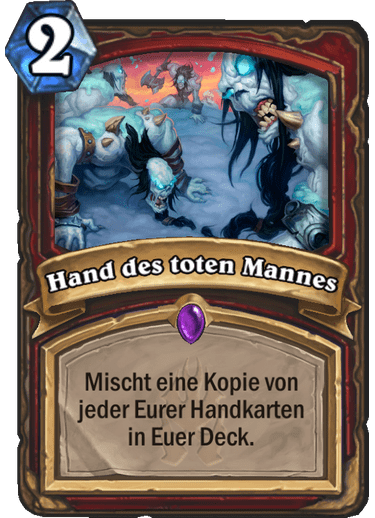 2
Hand des toten Mannes
Mischt eine Kopie von
jeder Eurer Handkarten
in Euer Deck.